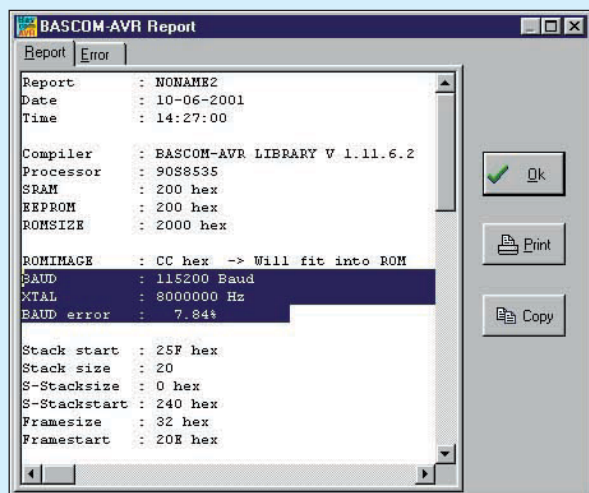 BASCOM-AVR Report
Report Error
Report : NONAME2
Date : 10-06-2001
Time : 14:27:00
Compiler : BASCOM-AVR LIBRARY V 1.11.6.2
Processor : 90S8535
SRAM : 200 hex
EEPROM : 200 hex
ROMSIZE : 2000 hex
ROMIMAGE : CC hex -> Will fit into ROM
BAUD : 115200 Baud
XTAL : 8000000 Hz
BAUD error : 7.84%
Stack start : 25F hex
Stack size : 20
S-Stacksize : 0 hex
S-Stackstart : 240 hex
Framesize : 32 hex
Framestart : 20E hex
Ok
Print
Copy